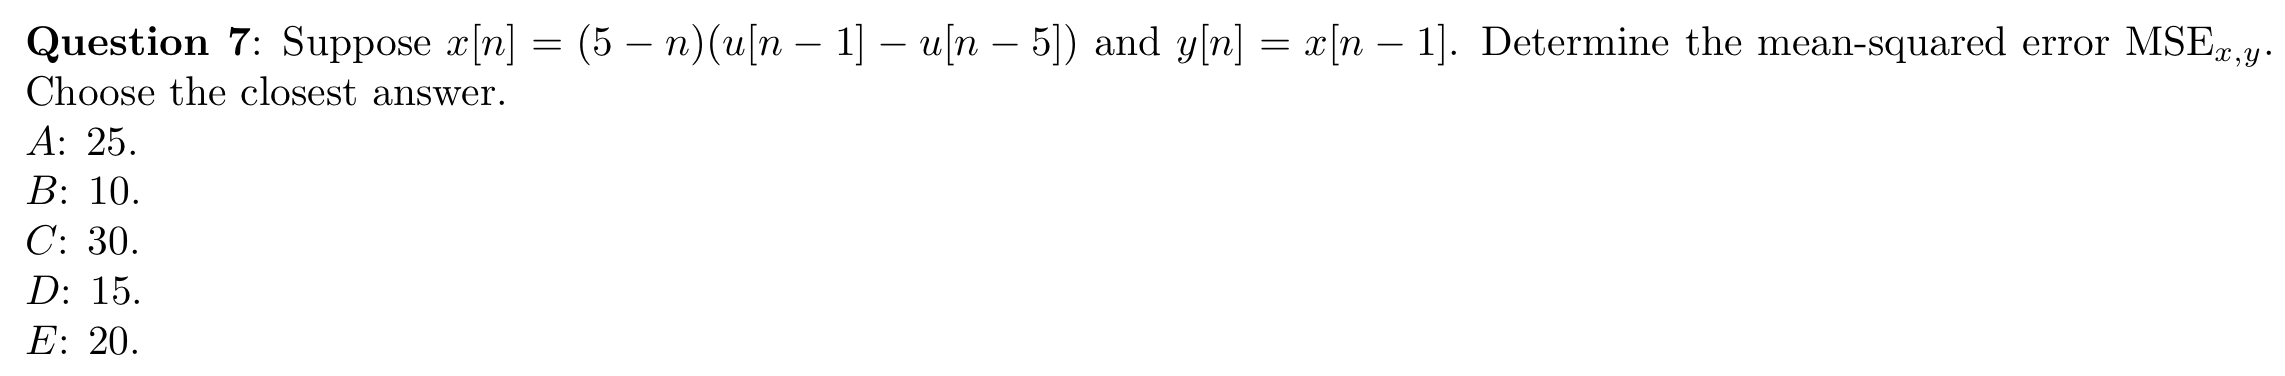 Question 7: Suppose x[n] = (5 − n)(u[n − 1] − u[n − 5]) and y[n] = x[n − 1]. Determine the mean-squared error MSE_{x,y}.
Choose the closest answer.
A: 25.
B: 10.
C: 30.
D: 15.
E: 20.